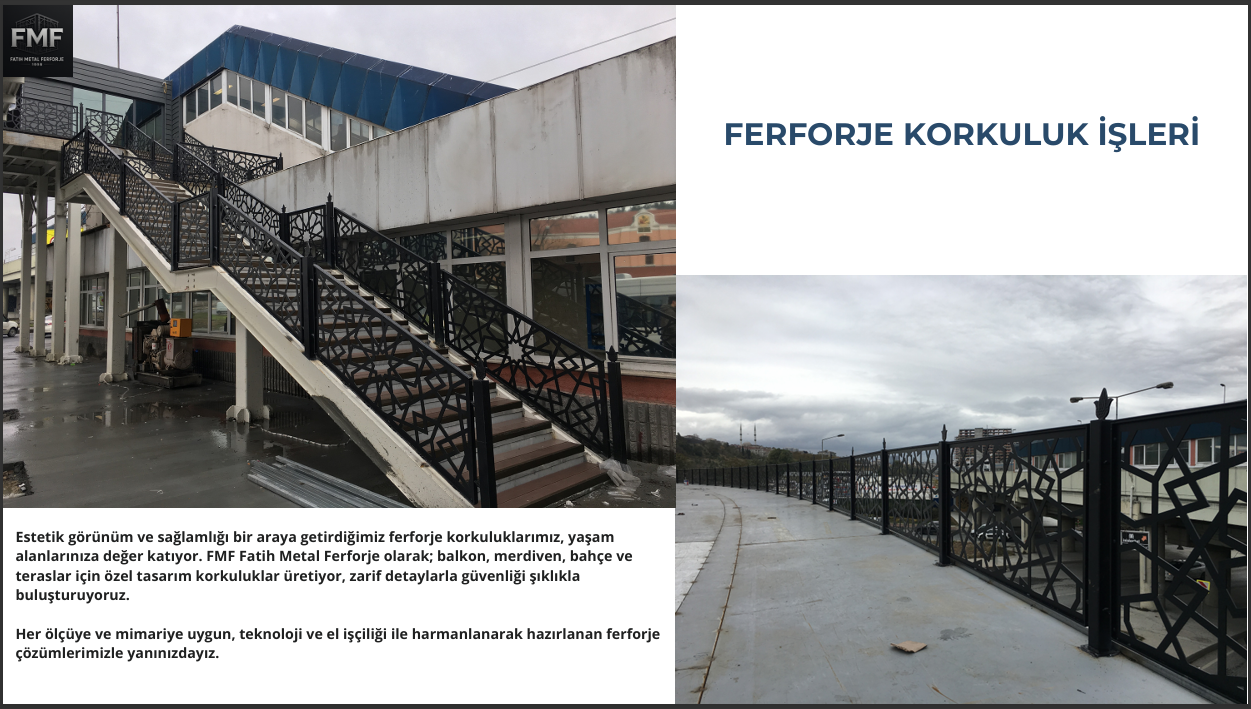 FMF
FATIH METAL FERFORJE
FERFORJE KORKULUK İŞLERİ
Estetik görünüm ve sağlamlığı bir araya getirdiğimiz ferforje korkuluklarımız, yaşam
alanlarınıza değer katıyor. FMF Fatih Metal Ferforje olarak; balkon, merdiven, bahçe ve
teraslar için özel tasarım korkuluklar üretiyor, zarif detaylarla güvenliği şıklıkla
buluşturuyoruz.
Her ölçüye ve mimariye uygun, teknoloji ve el işçiliği ile harmanlanarak hazırlanan ferforje
çözümlerimizle yanınızdayız.